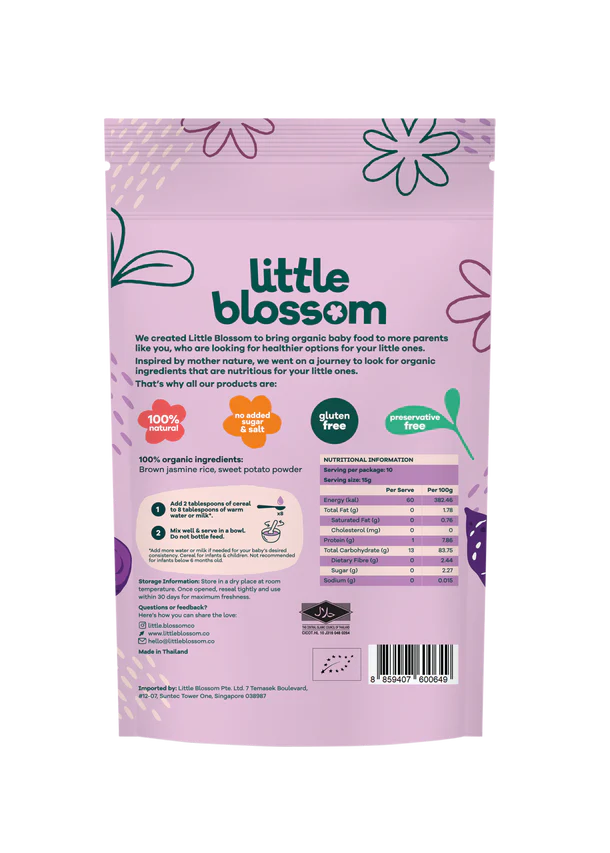 little
blossom
We created Little Blossom to bring organic baby food to more parents
like you, who are looking for healthier options for your little ones.
Inspired by mother nature, we went on a journey to look for organic
ingredients that are nutritious for your little ones.
That's why all our products are:
100%
natural
no added
sugar
& salt
gluten
free
preservative
free
100% organic ingredients:
Brown jasmine rice, sweet potato powder
1 Add 2 tablespoons of cereal
to 8 tablespoons of warm
water or milk*.
x8
2 Mix well & serve in a bowl.
Do not bottle feed.
*Add more water or milk if needed for your baby's desired
consistency. Cereal for infants & children. Not recommended
for infants below 6 months old.
Storage Information: Store in a dry place at room
temperature. Once opened, reseal tightly and use
within 30 days for maximum freshness.
Questions or feedback?
Here's how you can share the love:
little.blossomco
www.littleblossom.co
hello@littleblossom.co
Made in Thailand
Imported by: Little Blossom Pte. Ltd. 7 Temasek Boulevard,
#12-07, Suntec Tower One, Singapore 038987
NUTRITIONAL INFORMATION
Serving per package: 10
Serving size: 15g
Per Serve Per 100g
Energy (kal) 60 382.46
Total Fat (g) 0 1.78
Saturated Fat (g) 0 0.76
Cholesterol (mg) 0 0
Protein (g) 1 7.86
Total Carbohydrate (g) 13 83.75
Dietary Fibre (g) 0 2.44
Sugar (g) 0 2.27
Sodium (g) 0 0.015
حلال
THE CENTRAL ISLAMIC COUNCIL OF THAILAND
8 859407 600649